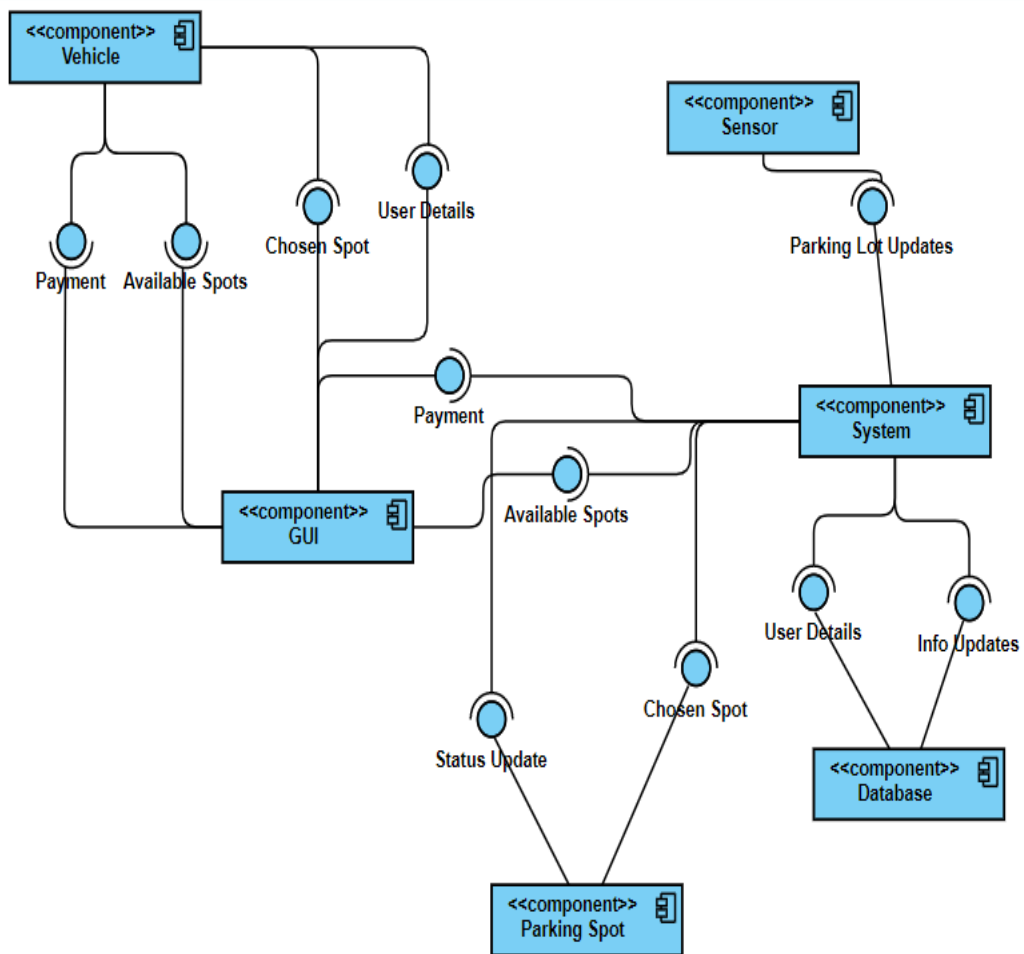 <<component>>
Vehicle
<<component>>
Sensor
User Details
Chosen Spot
Parking Lot Updates
Payment
Available Spots
Payment
<<component>>
System
<<component>>
GUI
Available Spots
User Details
Info Updates
Chosen Spot
Status Update
<<component>>
Database
<<component>>
Parking Spot